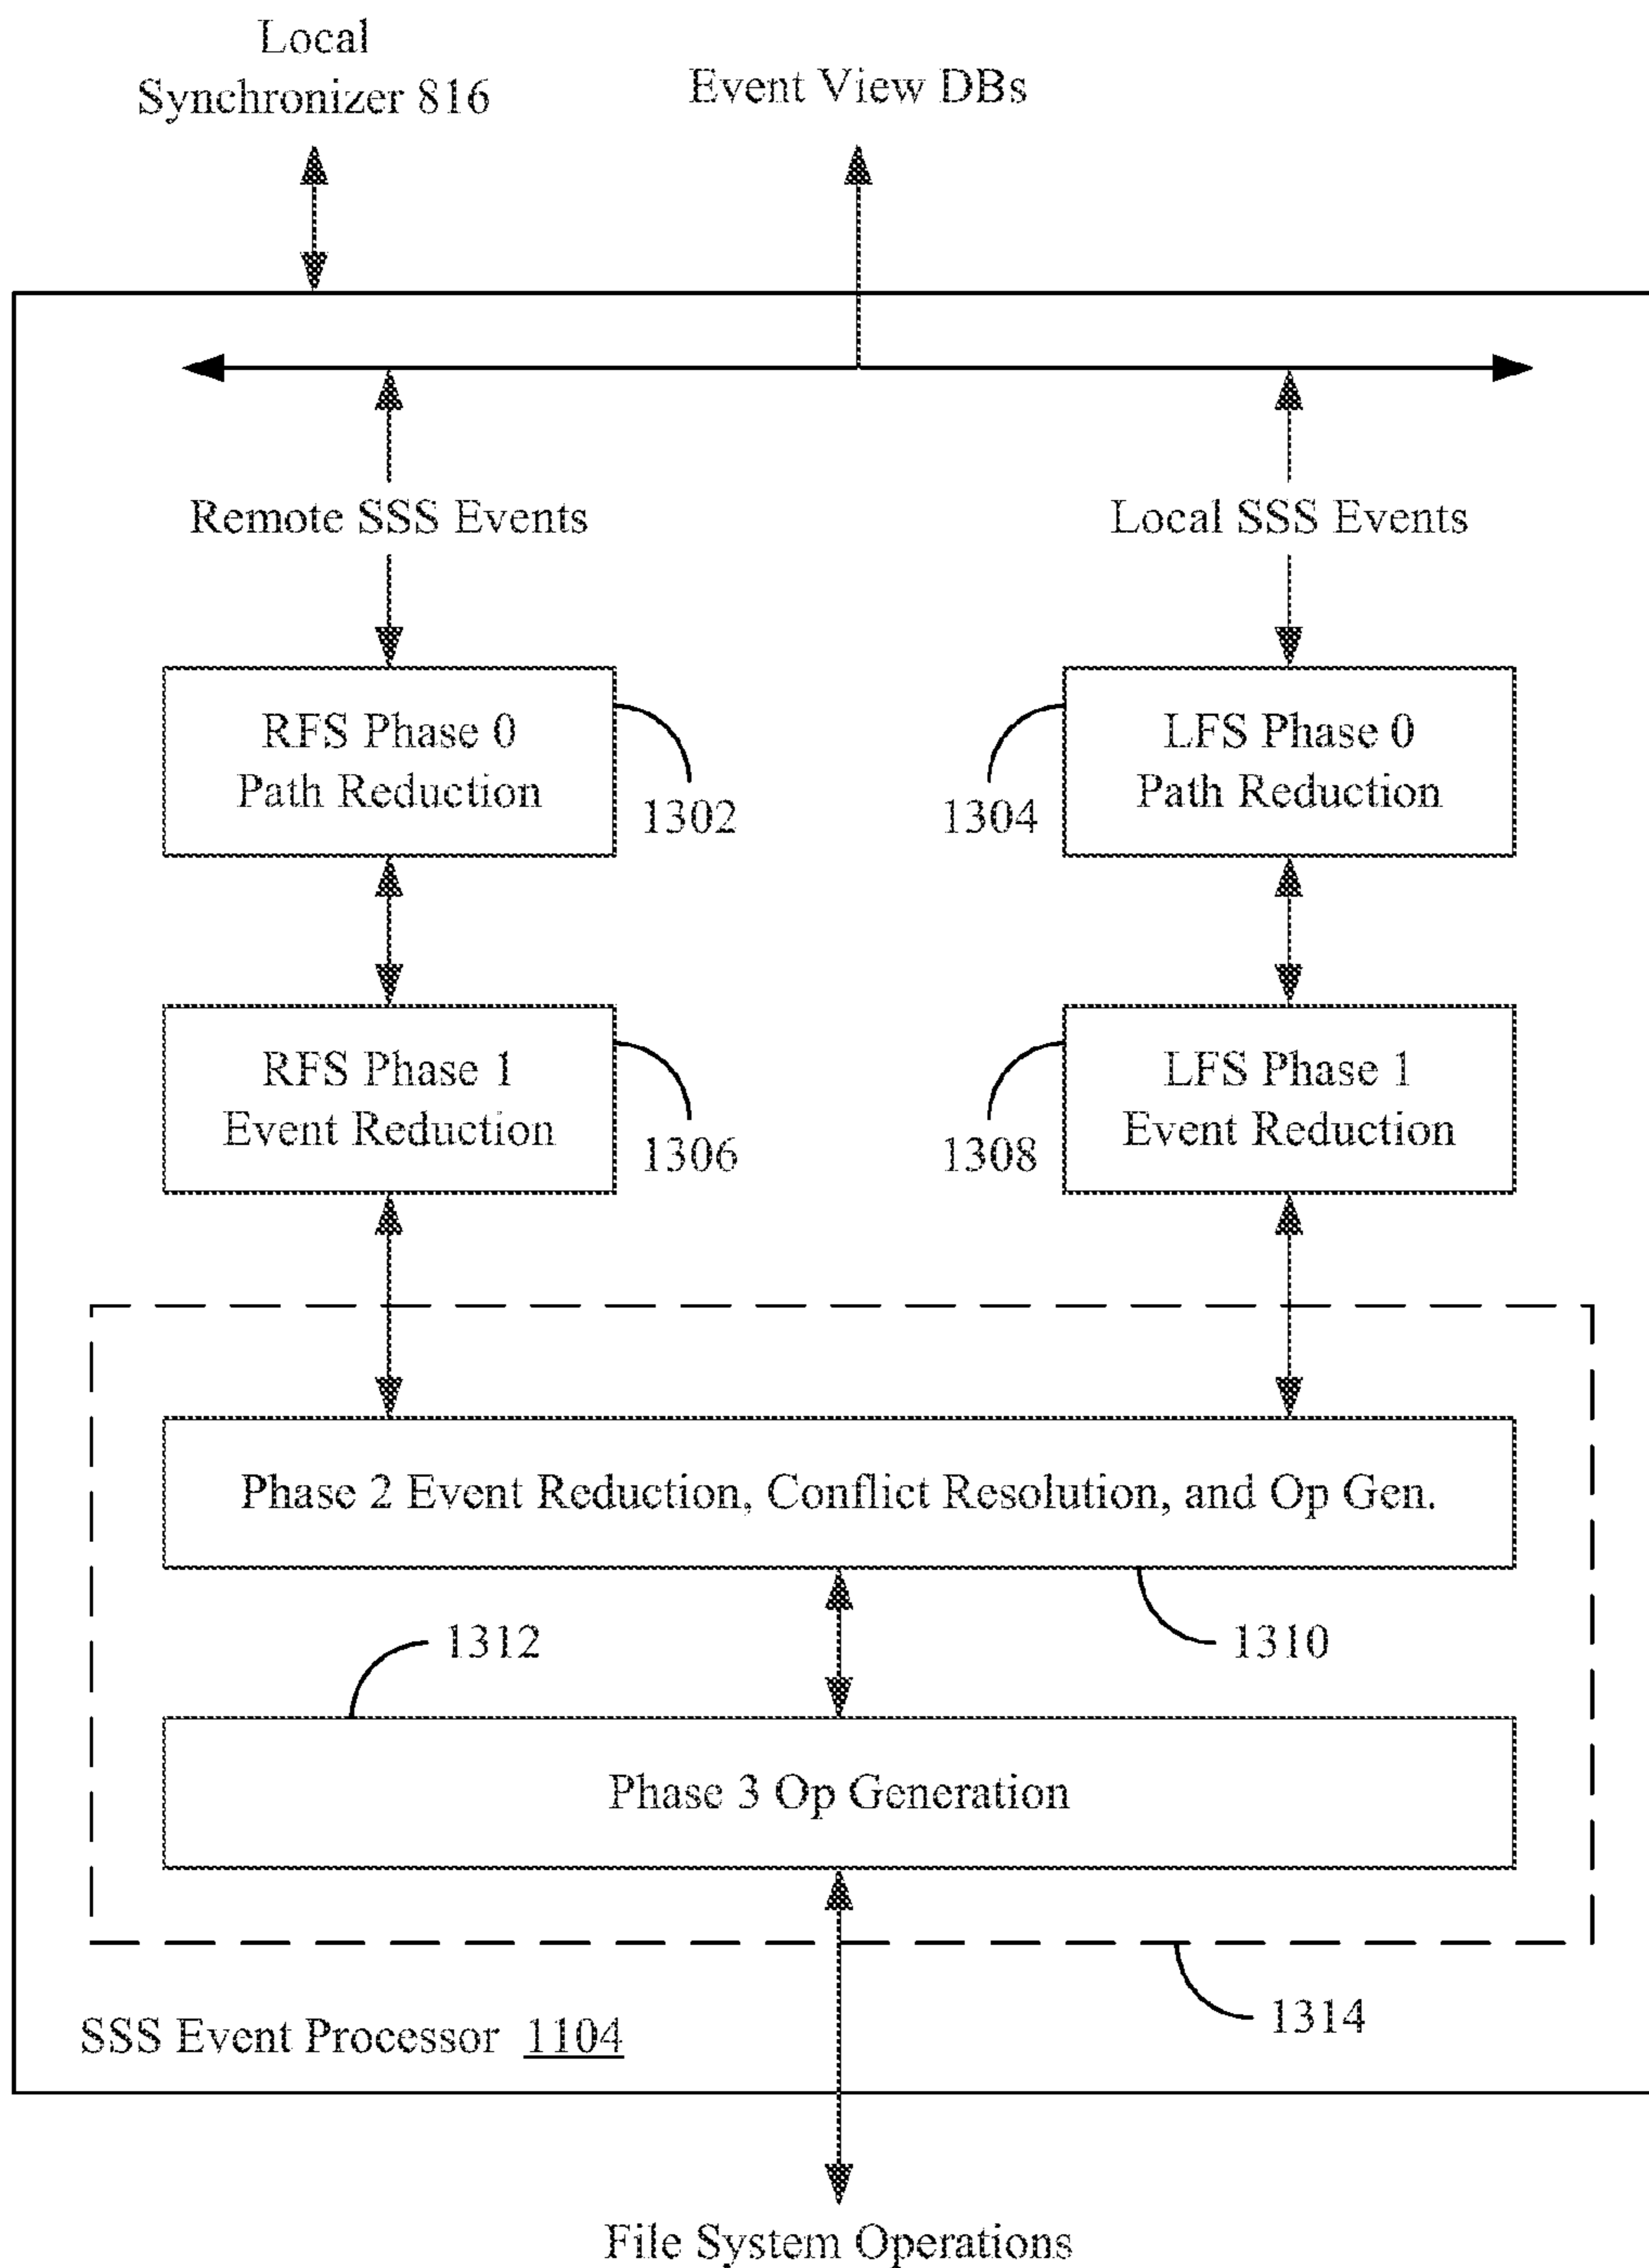 Local
Synchronizer 816
Event View DBs
Remote SSS Events
Local SSS Events
RFS Phase 0
Path Reduction
1302
LFS Phase 0
Path Reduction
1304
RFS Phase 1
Event Reduction
1306
LFS Phase 1
Event Reduction
1308
Phase 2 Event Reduction, Conflict Resolution, and Op Gen.
1310
1312
Phase 3 Op Generation
1314
SSS Event Processor 1104
File System Operations